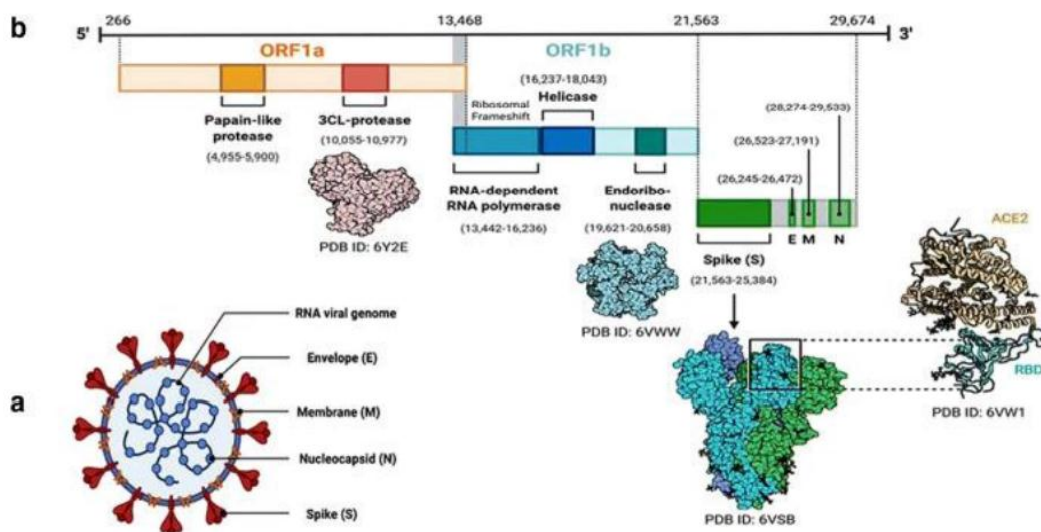 b
266
13,468
21,563
29,674
5'
3'
ORF1a
ORF1b
(16,237-18,043)
Helicase
Ribosomal
Frameshift
(28,274-29,533)
(26,523-27,191)
(26,245-26,472)
Papain-like
protease
(4,955-5,900)
3CL-protease
(10,055-10,977)
PDB ID: 6Y2E
RNA-dependent
RNA polymerase
(13,442-16,236)
Endoribo-
nuclease
(19,621-20,658)
PDB ID: 6VWW
E M N
Spike (S)
(21,563-25,384)
ACE2
RBD
PDB ID: 6VW1
PDB ID: 6VSB
a
RNA viral genome
Envelope (E)
Membrane (M)
Nucleocapsid (N)
Spike (S)